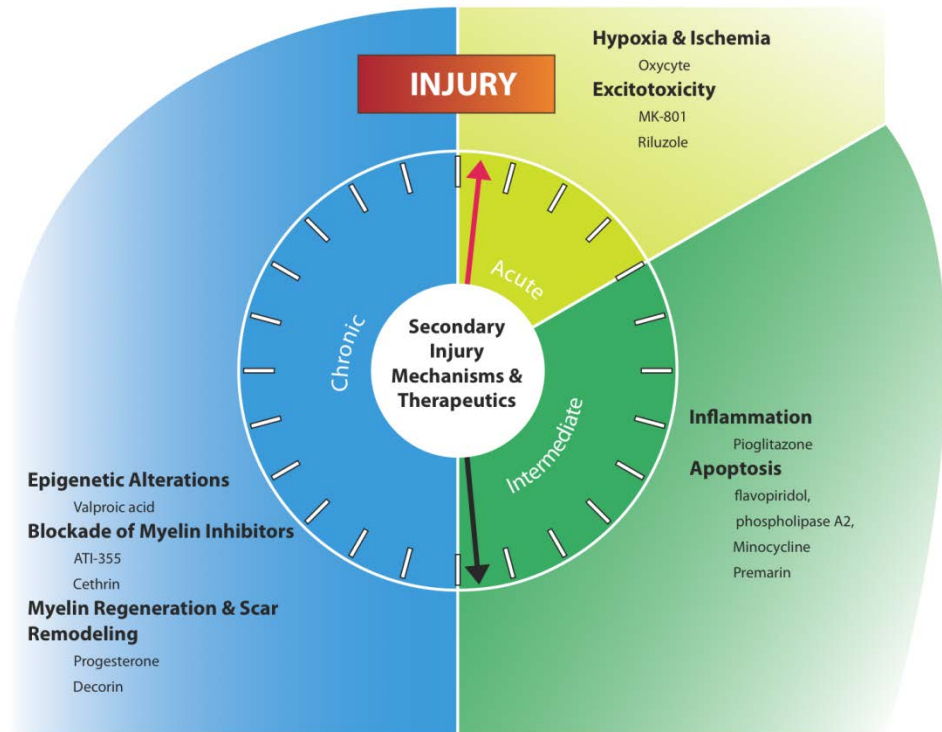 INJURY
Hypoxia & Ischemia
Oxycyte
Excitotoxicity
MK-801
Riluzole
Acute
Chronic
Intermediate
Secondary
Injury
Mechanisms &
Therapeutics
Inflammation
Pioglitazone
Apoptosis
flavopiridol,
phospholipase A2,
Minocycline
Premarin
Epigenetic Alterations
Valproic acid
Blockade of Myelin Inhibitors
ATI-355
Cethrin
Myelin Regeneration & Scar
Remodeling
Progesterone
Decorin